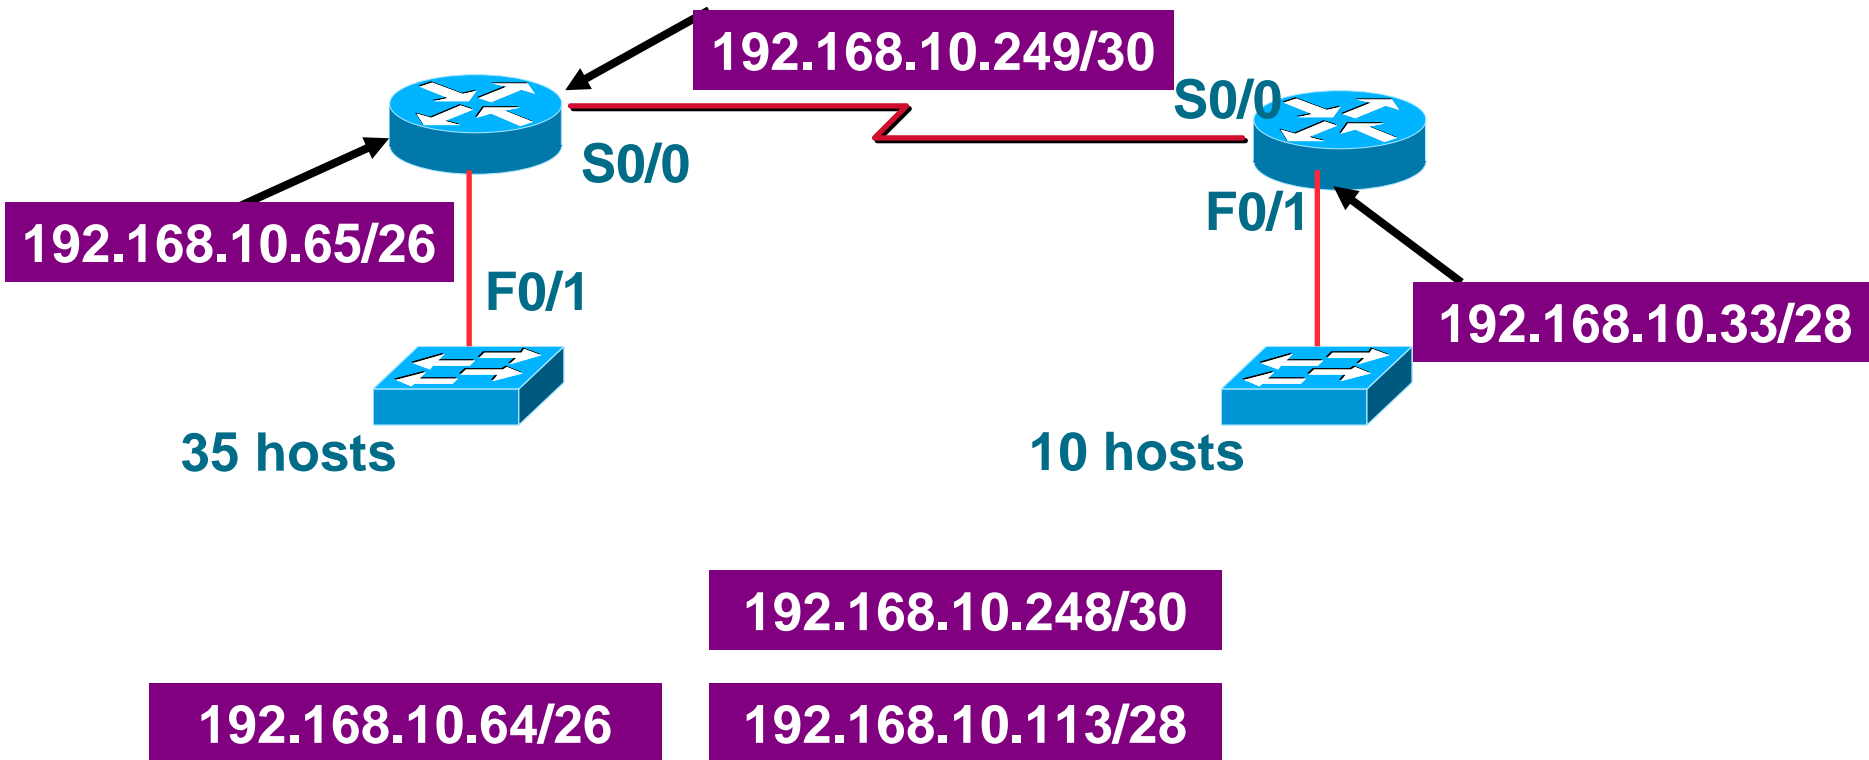 192.168.10.249/30
S0/0
S0/0
F0/1
192.168.10.65/26
F0/1
192.168.10.33/28
35 hosts
10 hosts
192.168.10.248/30
192.168.10.64/26
192.168.10.113/28